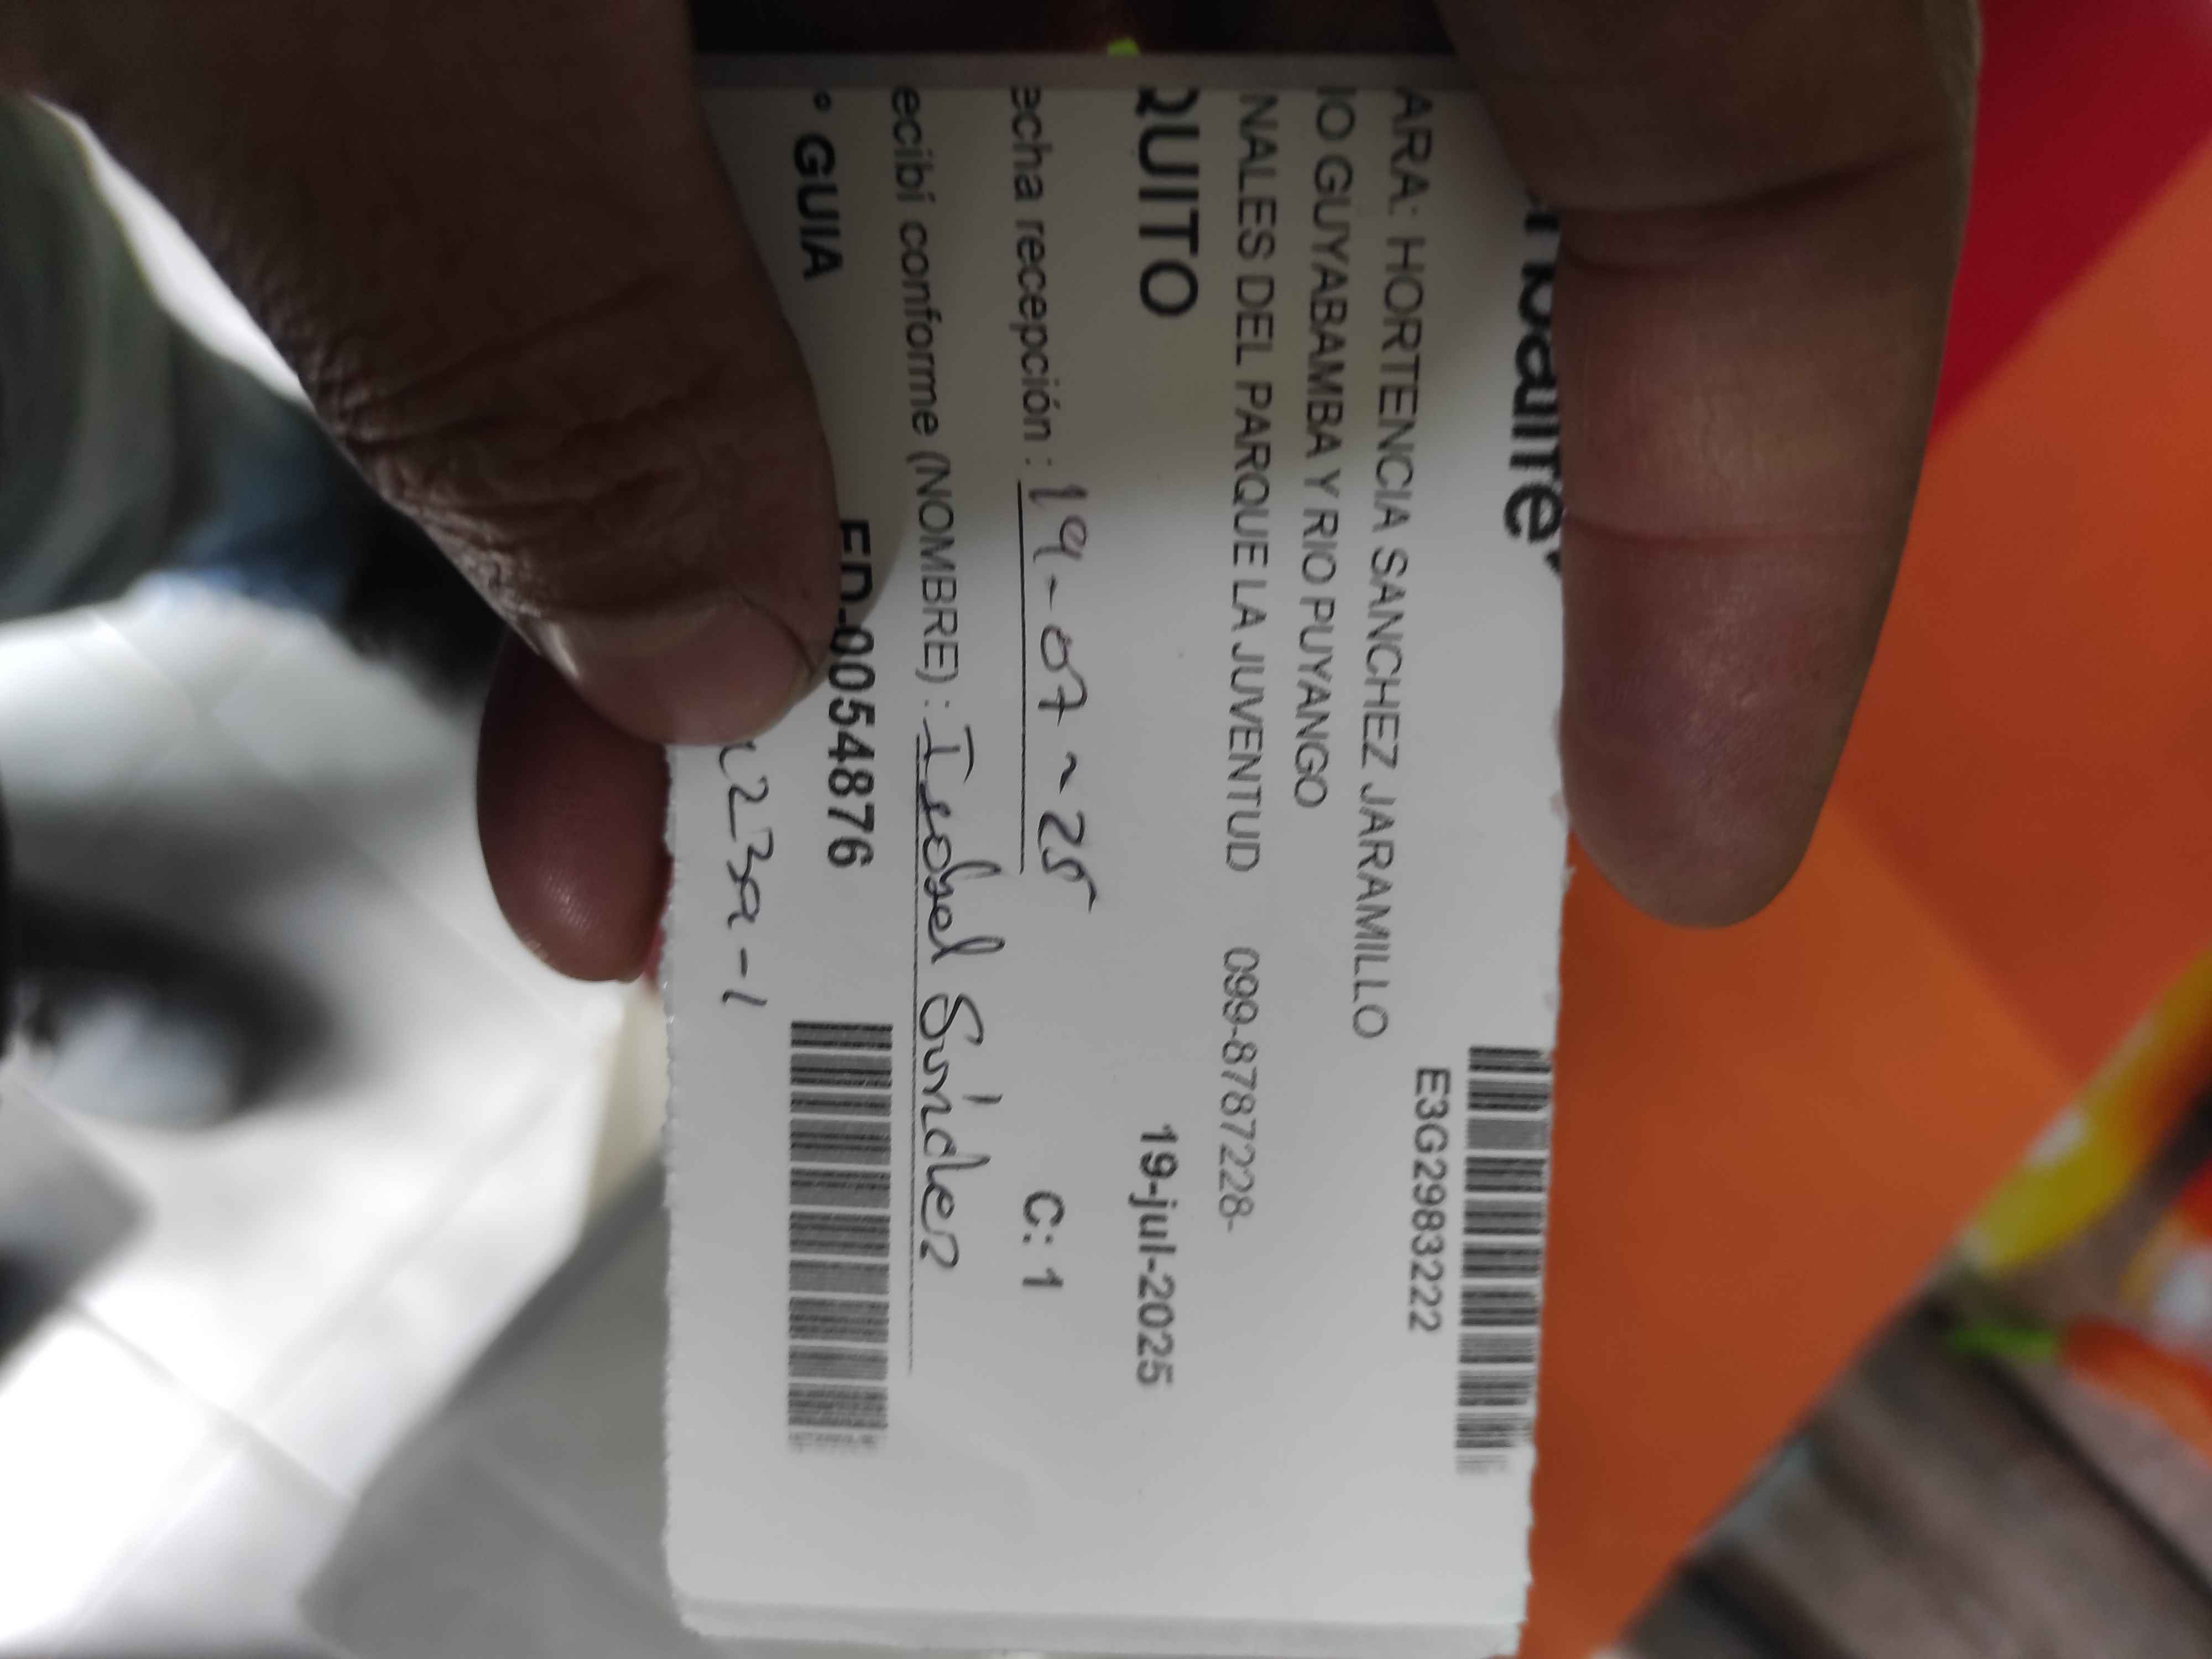 E3G2983222
ARA: HORTENCIA SANCHEZ JARAMILLO
IO GUYABAMBA Y RIO PUYANGO
NALES DEL PARQUE LA JUVENTUD 099-8787228-
QUITO 19-jul-2025
echa recepción : 19-07-25 C: 1
ecibí conforme (NOMBRE) : Isabel Sánchez
° GUIA ED-00054876